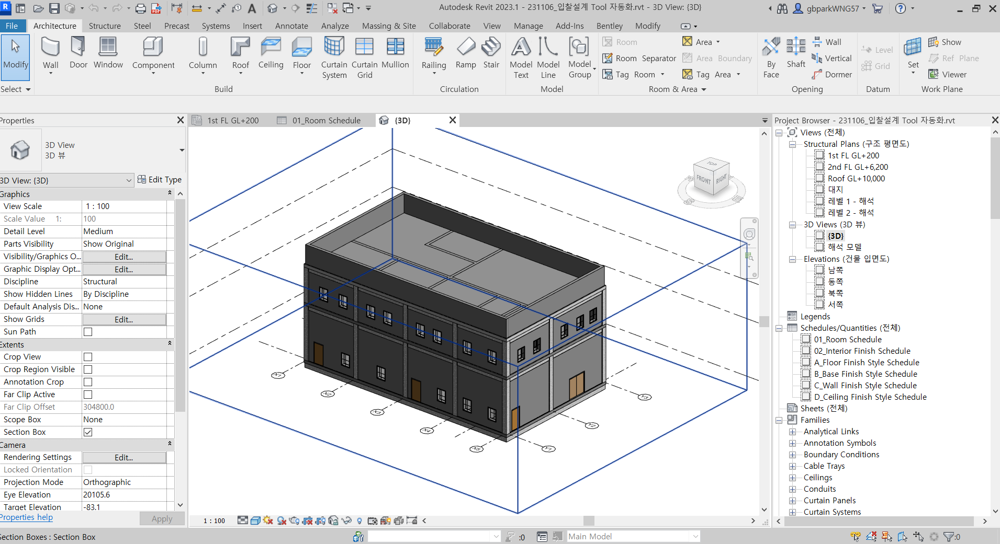 Autodesk Revit 2023.1 - 231106_입찰설계 Tool 자동화.rvt - 3D View: {3D}
gbparkWNG57
File Architecture Structure Steel Precast Systems Insert Annotate Analyze Massing & Site Collaborate View Manage Add-Ins Bentley Modify
Modify
Wall
Door
Window
Component
Column
Roof
Ceiling
Floor
Curtain System
Curtain Grid
Mullion
Railing
Ramp
Stair
Model Text
Model Line
Model Group
Room
Room Separator
Tag Room
Area
Area Boundary
Tag Area
By Face
Shaft
Wall
Vertical
Dormer
Level
Grid
Set
Show
Ref Plane
Viewer
Select
Build
Circulation
Model
Room & Area
Opening
Datum
Work Plane
Properties
3D View
3D 뷰
3D View: {3D}
Edit Type
Graphics
View Scale 1 : 100
Scale Value 1: 100
Detail Level Medium
Parts Visibility Show Original
Visibility/Graphics O... Edit...
Graphic Display Opt... Edit...
Discipline Structural
Show Hidden Lines By Discipline
Default Analysis Dis... None
Show Grids Edit...
Sun Path
Extents
Crop View
Crop Region Visible
Annotation Crop
Far Clip Active
Far Clip Offset 304800.0
Scope Box None
Section Box
Camera
Rendering Settings Edit...
Locked Orientation
Projection Mode Orthographic
Eye Elevation 20105.6
Target Elevation -83.1
Properties help
Apply
1st FL GL+200
01_Room Schedule
{3D}
TOP
FRONT
RIGHT
X1
X2
X3
X4
X5
Y1
Y2
Y3
1 : 100
Project Browser - 231106_입찰설계 Tool 자동화.rvt
Views (전체)
Structural Plans (구조 평면도)
1st FL GL+200
2nd FL GL+6,200
Roof GL+10,000
대지
레벨 1 - 해석
레벨 2 - 해석
3D Views (3D 뷰)
{3D}
해석 모델
Elevations (건물 입면도)
남쪽
동쪽
북쪽
서쪽
Legends
Schedules/Quantities (전체)
01_Room Schedule
02_Interior Finish Schedule
A_Floor Finish Style Schedule
B_Base Finish Style Schedule
C_Wall Finish Style Schedule
D_Ceiling Finish Style Schedule
Sheets (전체)
Families
Analytical Links
Annotation Symbols
Boundary Conditions
Cable Trays
Ceilings
Conduits
Curtain Panels
Curtain Systems
Section Boxes : Section Box
:0
Main Model
:0